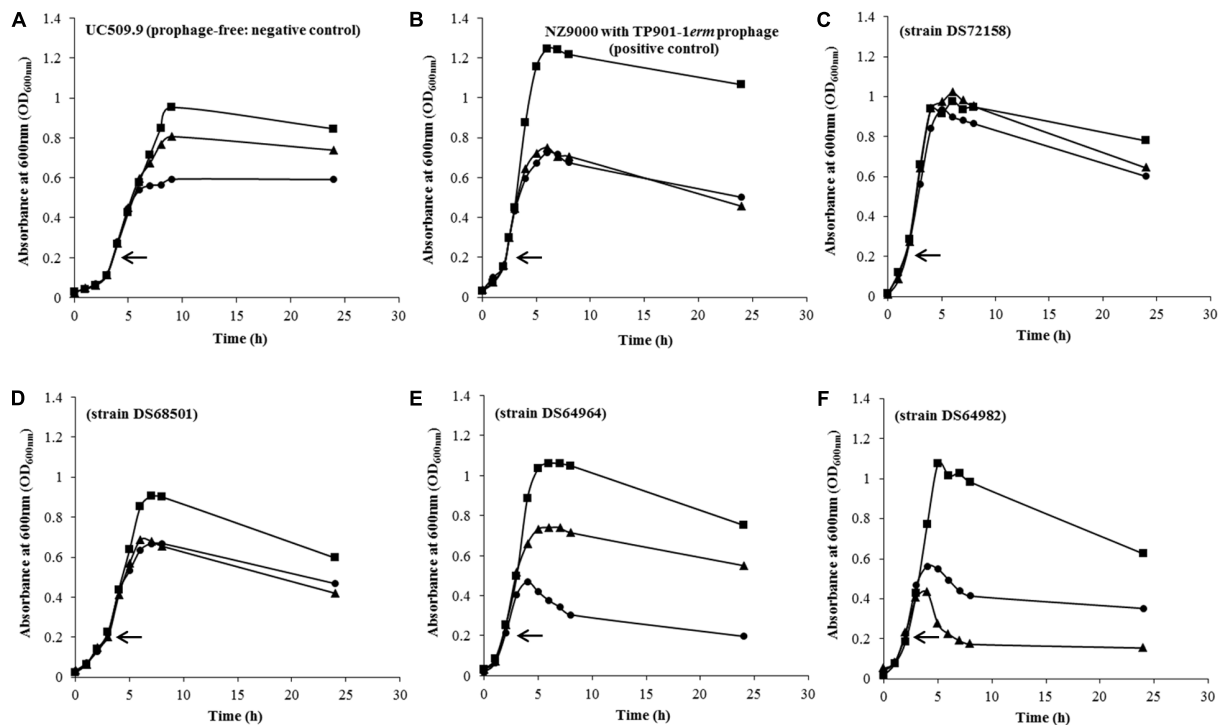 A
UC509.9 (prophage-free: negative control)
Absorbance at 600nm (OD600nm)
1.4
1.2
1
0.8
0.6
0.4
0.2
0
0 5 10 15 20 25 30
Time (h)
B
NZ9000 with TP901-1erm prophage
(positive control)
Absorbance at 600nm (OD600nm)
1.4
1.2
1
0.8
0.6
0.4
0.2
0
0 5 10 15 20 25 30
Time (h)
C
(strain DS72158)
Absorbance at 600nm (OD600nm)
1.4
1.2
1
0.8
0.6
0.4
0.2
0
0 5 10 15 20 25 30
Time (h)
D
(strain DS68501)
Absorbance at 600nm (OD600nm)
1.4
1.2
1
0.8
0.6
0.4
0.2
0
0 5 10 15 20 25 30
Time (h)
E
(strain DS64964)
Absorbance at 600nm (OD600nm)
1.4
1.2
1
0.8
0.6
0.4
0.2
0
0 5 10 15 20 25 30
Time (h)
F
(strain DS64982)
Absorbance at 600nm (OD600nm)
1.4
1.2
1
0.8
0.6
0.4
0.2
0
0 5 10 15 20 25 30
Time (h)